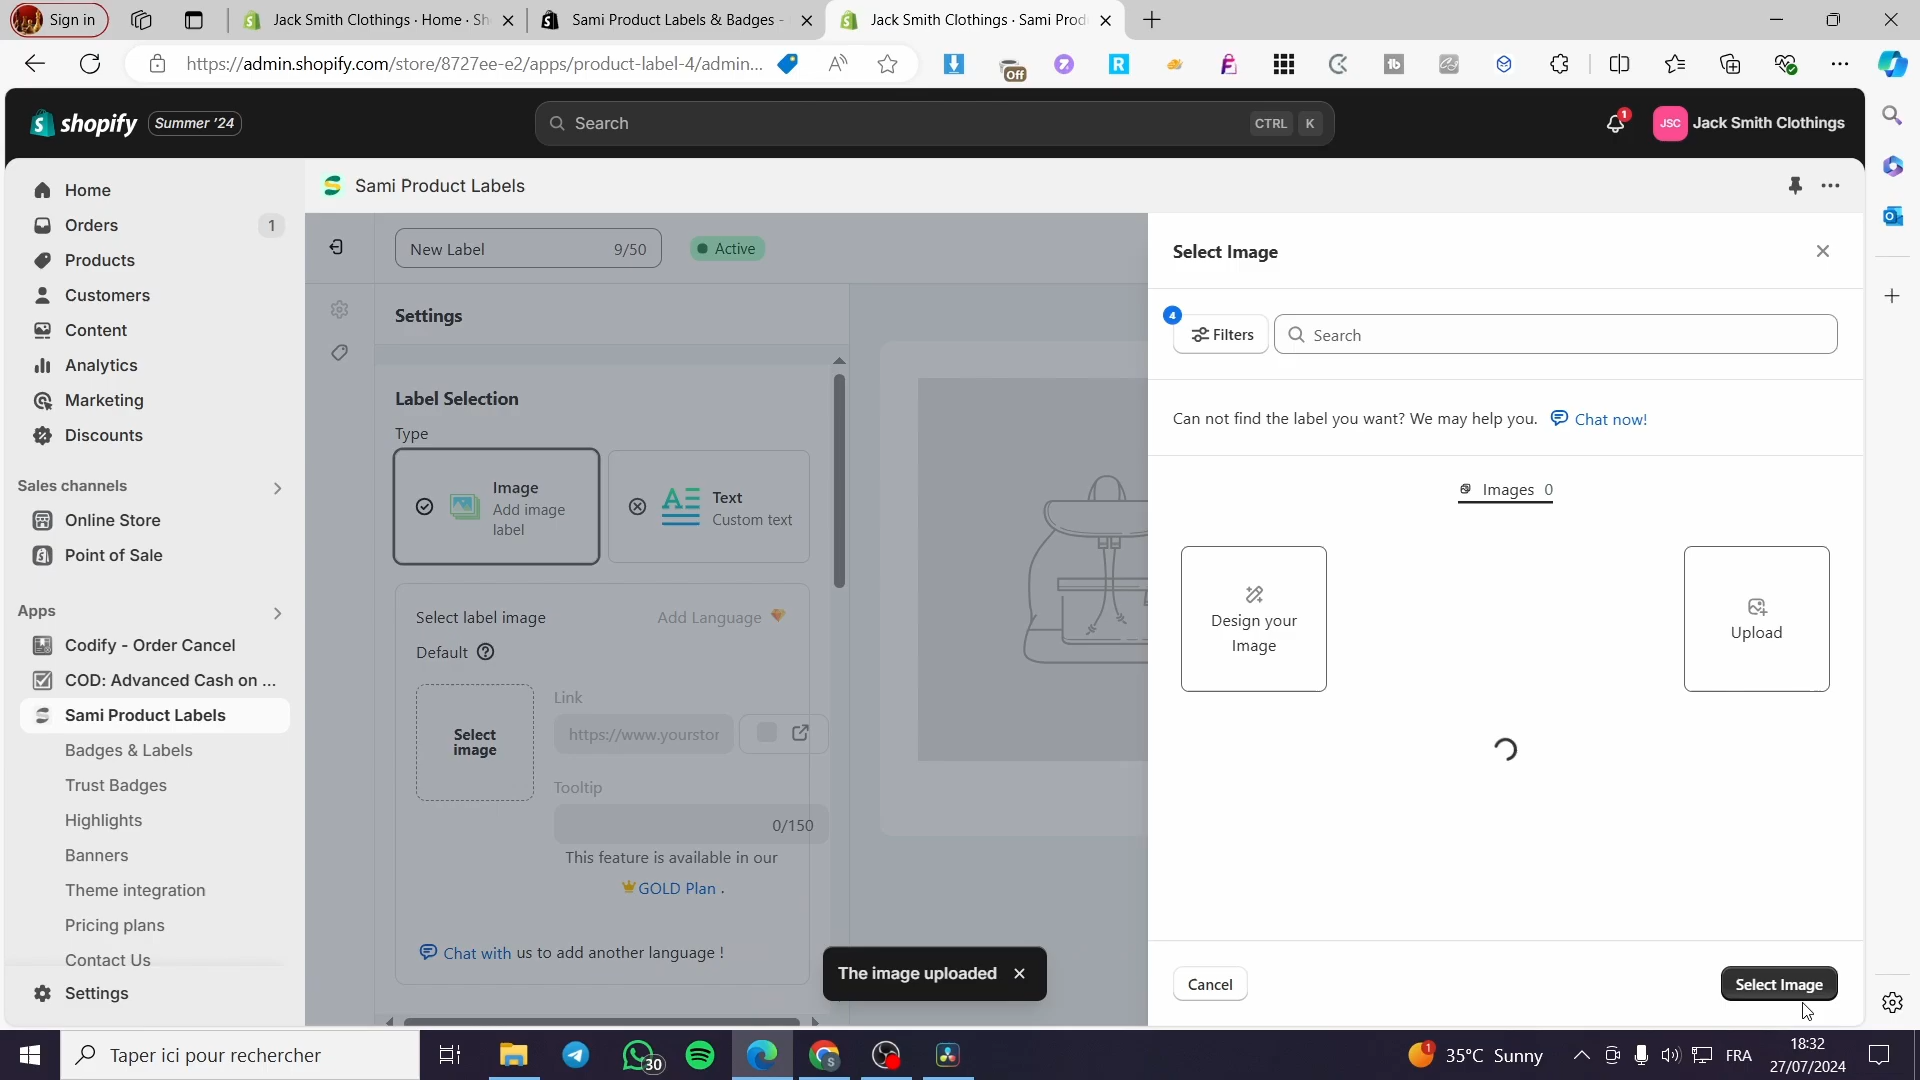 Sign in
Jack Smith Clothings · Home · Sh
Sami Product Labels & Badges -
Jack Smith Clothings · Sami Prod
https://admin.shopify.com/store/8727ee-e2/apps/product-label-4/admin...
Off
shopify
Summer '24
Search
CTRL K
1
JSC
Jack Smith Clothings
Home
Orders
1
Products
Customers
Content
Analytics
Marketing
Discounts
Sales channels
Online Store
Point of Sale
Apps
Codify - Order Cancel
COD: Advanced Cash on ...
Sami Product Labels
Badges & Labels
Trust Badges
Highlights
Banners
Theme integration
Pricing plans
Contact Us
Settings
Sami Product Labels
New Label
9/50
Active
Settings
Label Selection
Type
Image
Add image
label
Text
Custom text
Select label image
Add Language
Default
Select
image
Link
https://www.yourstor
Tooltip
0/150
This feature is available in our
GOLD Plan .
Chat with us to add another language !
The image uploaded
Select Image
4
Filters
Search
Can not find the label you want? We may help you.
Chat now!
Images 0
Design your
Image
Upload
Cancel
Select Image
Taper ici pour rechercher
30
1
35°C Sunny
FRA
18:32
27/07/2024